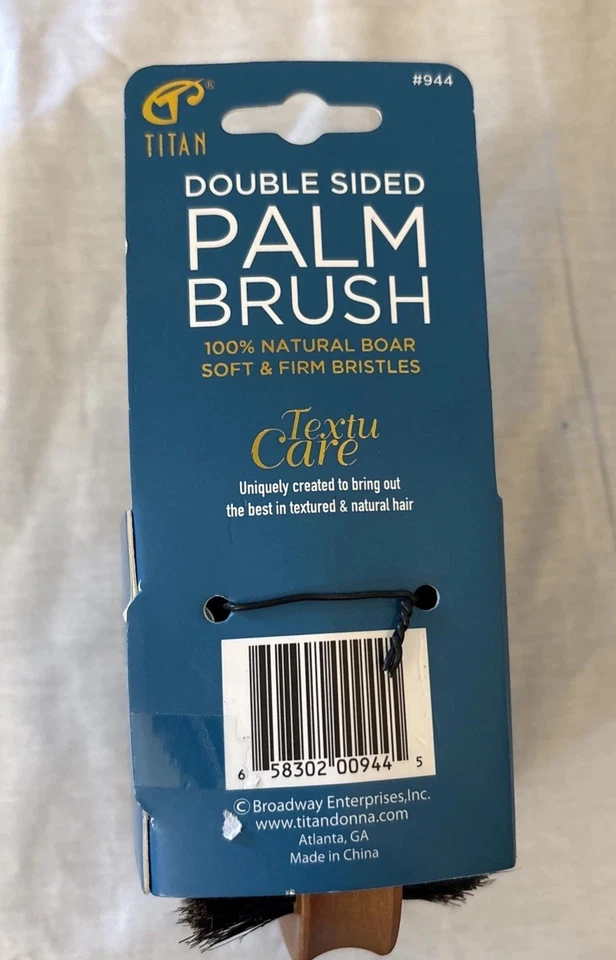 #944
®
TITAN
DOUBLE SIDED
PALM
BRUSH
100% NATURAL BOAR
SOFT & FIRM BRISTLES
Textu
Care
Uniquely created to bring out
the best in textured & natural hair
6 58302 00944 5
© Broadway Enterprises,Inc.
www.titandonna.com
Atlanta, GA
Made in China